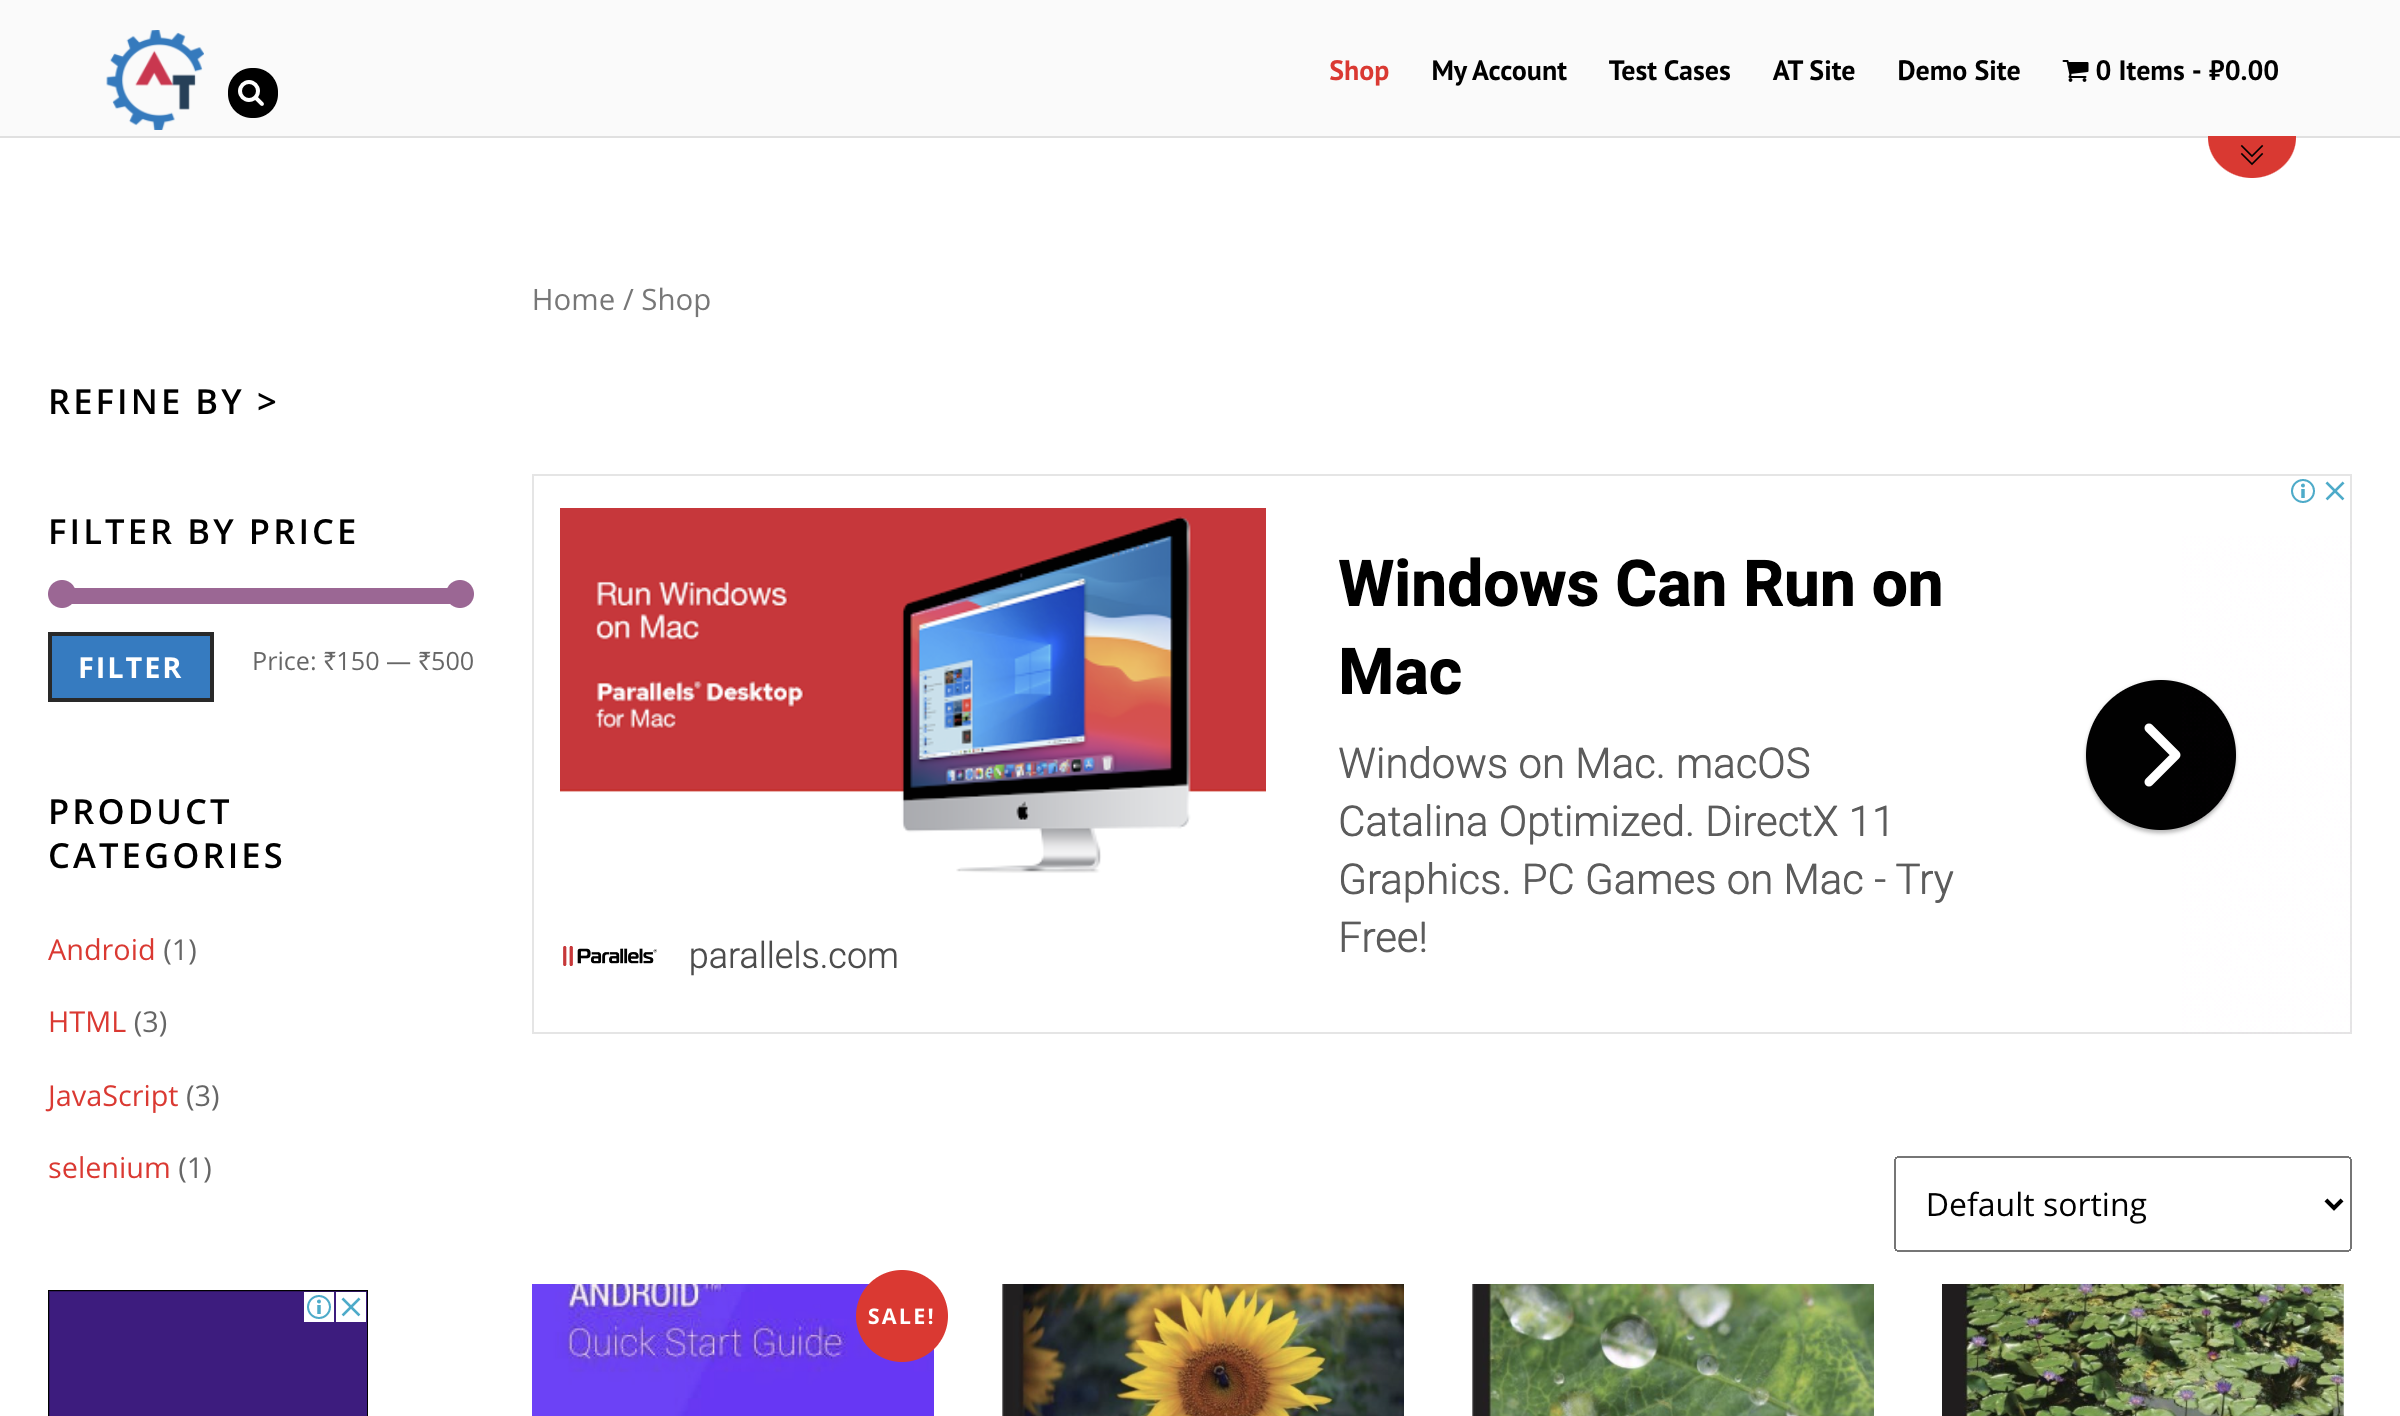 AT
Shop
My Account
Test Cases
AT Site
Demo Site
0 Items - ₽0.00
Home / Shop
REFINE BY >
FILTER BY PRICE
FILTER
Price: ₹150 — ₹500
PRODUCT
CATEGORIES
Android (1)
HTML (3)
JavaScript (3)
selenium (1)
Run Windows
on Mac
Parallels® Desktop
for Mac
Windows Can Run on
Mac
Windows on Mac. macOS
Catalina Optimized. DirectX 11
Graphics. PC Games on Mac - Try
Free!
Parallels®
parallels.com
Default sorting
ANDROID™
Quick Start Guide
SALE!